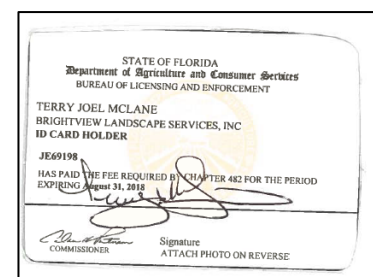 STATE OF FLORIDA
Department of Agriculture and Consumer Services
BUREAU OF LICENSING AND ENFORCEMENT
TERRY JOEL MCLANE
BRIGHTVIEW LANDSCAPE SERVICES, INC
ID CARD HOLDER
JE69198
HAS PAID THE FEE REQUIRED BY CHAPTER 482 FOR THE PERIOD
EXPIRING August 31, 2018
COMMISSIONER
Signature
ATTACH PHOTO ON REVERSE